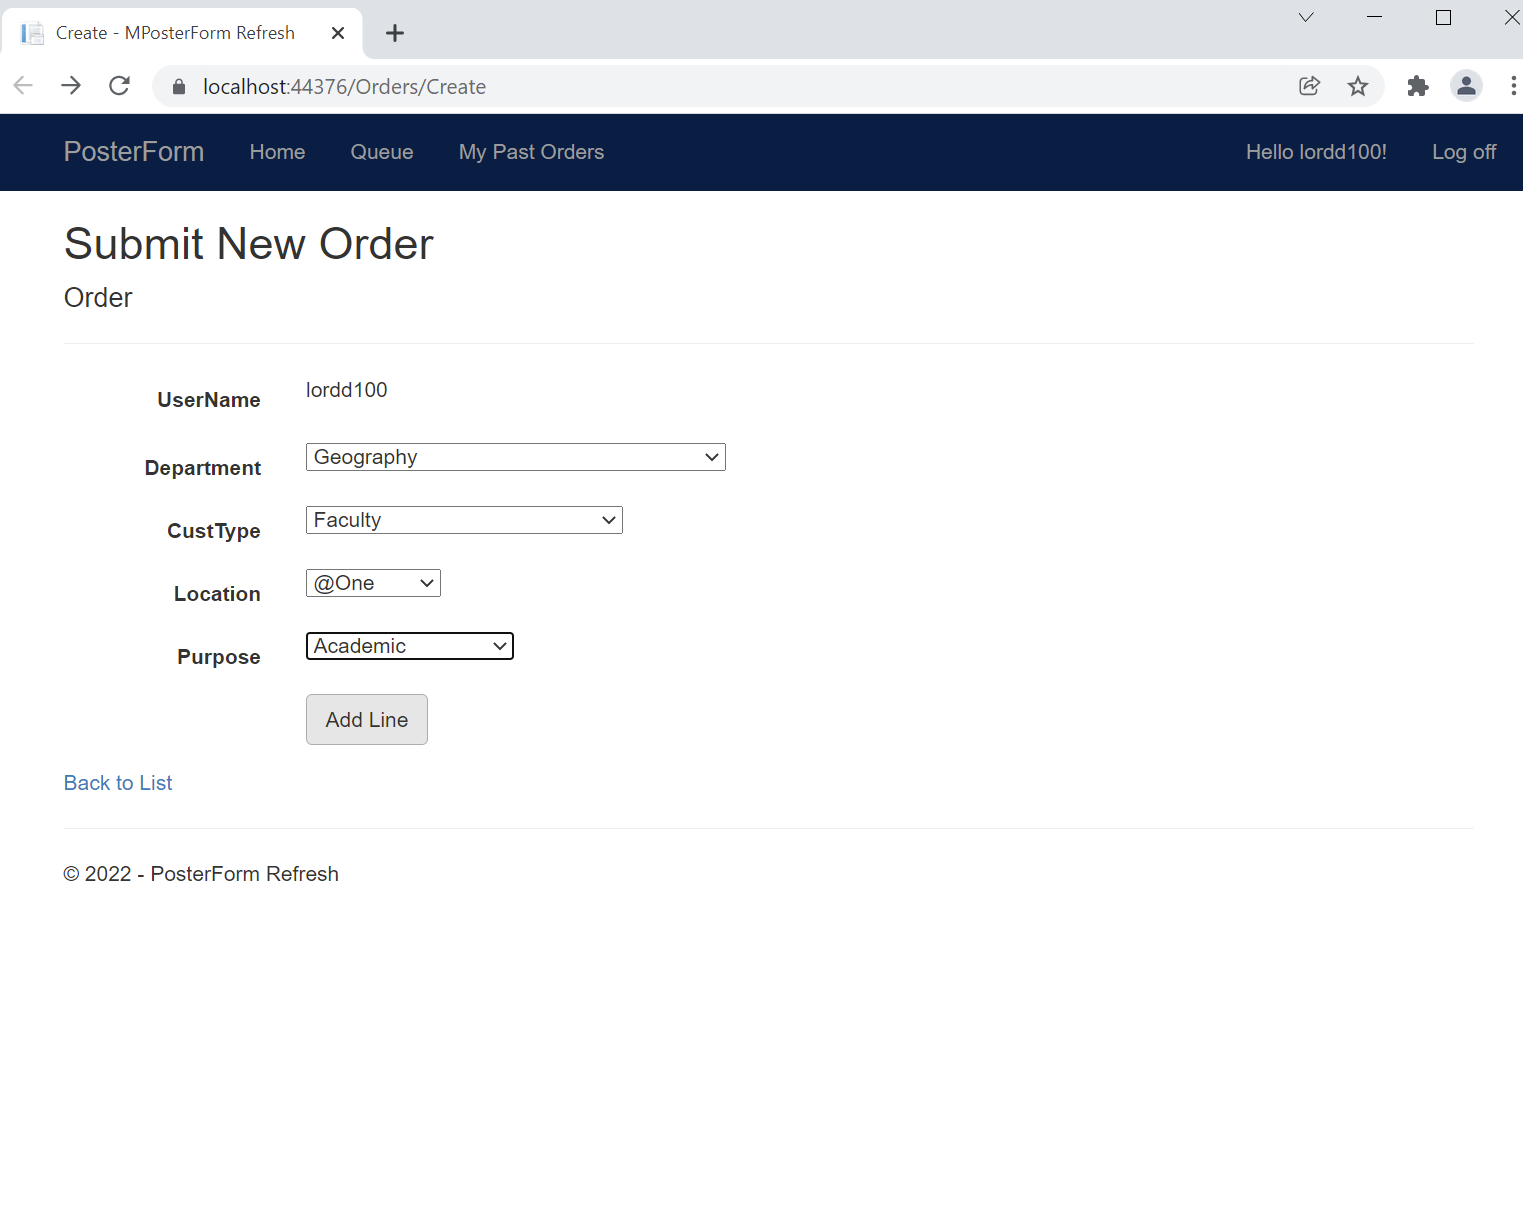 Create - MPosterForm Refresh
localhost:44376/Orders/Create
PosterForm Home Queue My Past Orders Hello lordd100! Log off
Submit New Order
Order
UserName lordd100
Department Geography
CustType Faculty
Location @One
Purpose Academic
Add Line
Back to List
© 2022 - PosterForm Refresh